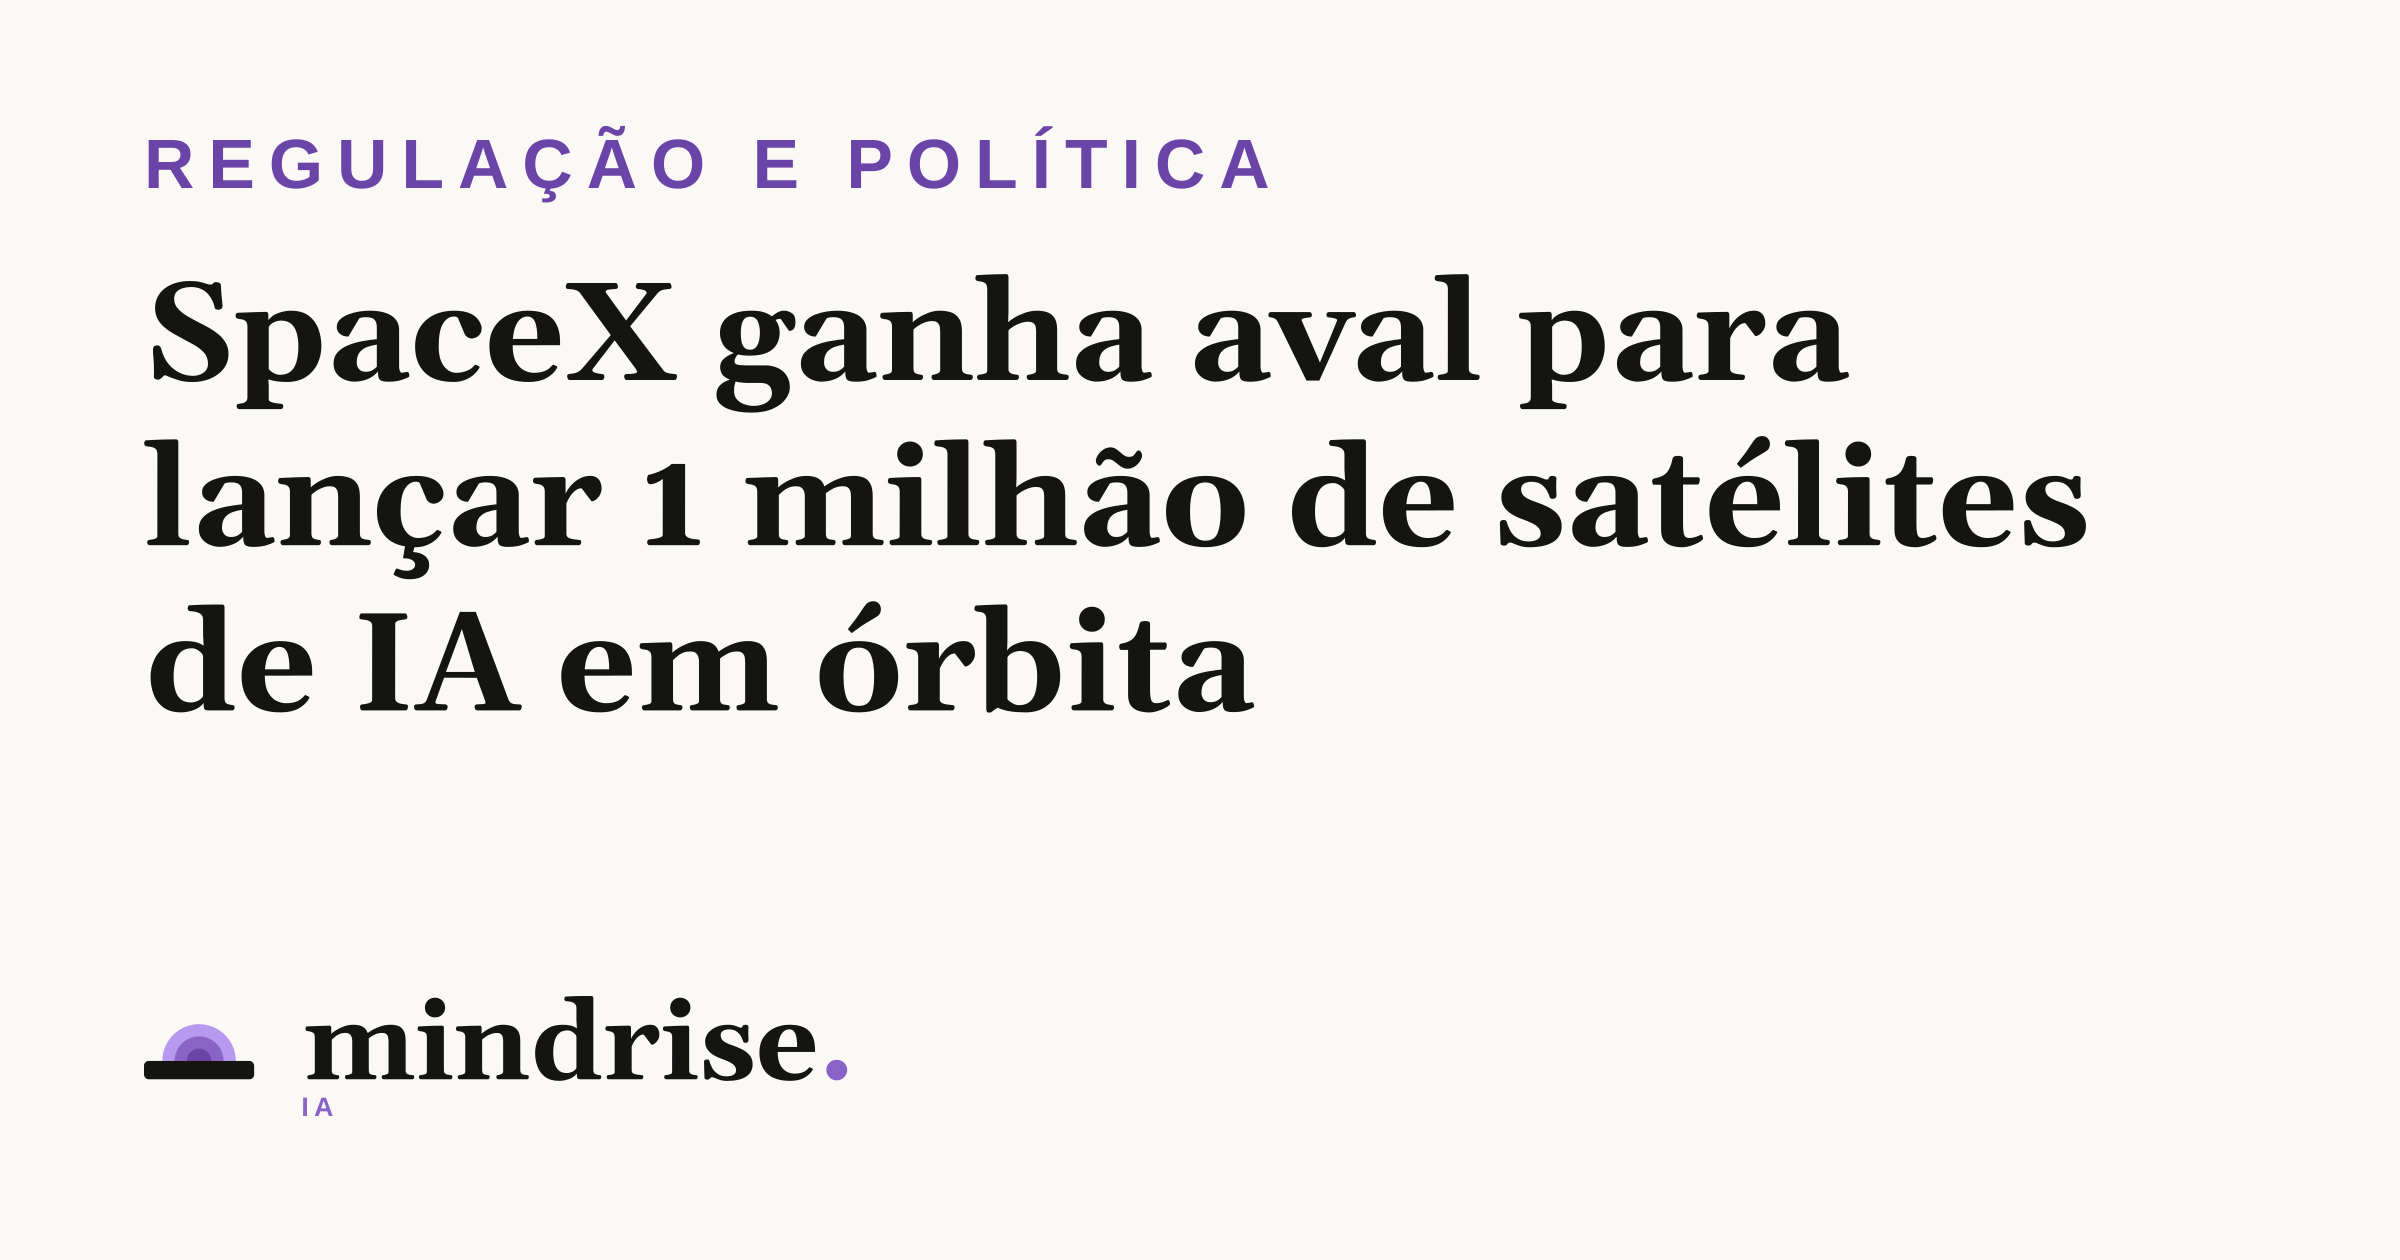 REGULAÇÃO E POLÍTICA
SpaceX ganha aval para
lançar 1 milhão de satélites
de IA em órbita
mindrise.
IA